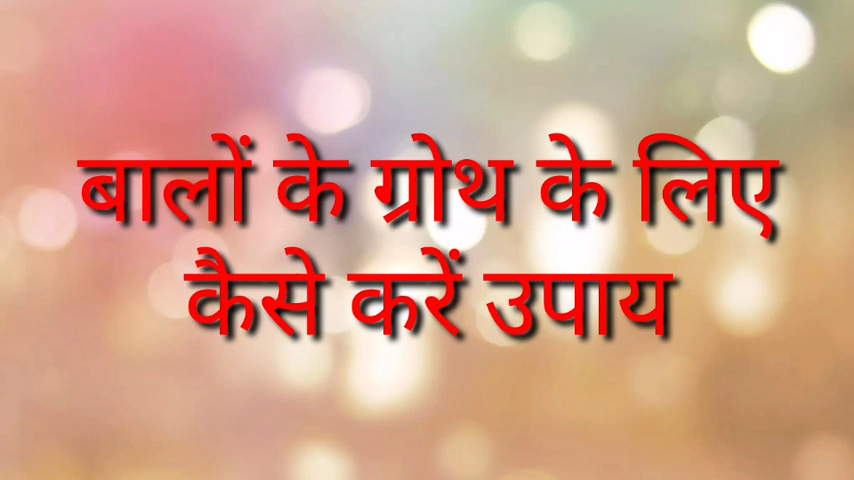 बालों के ग्रोथ के लिए
कैसे करें उपाय